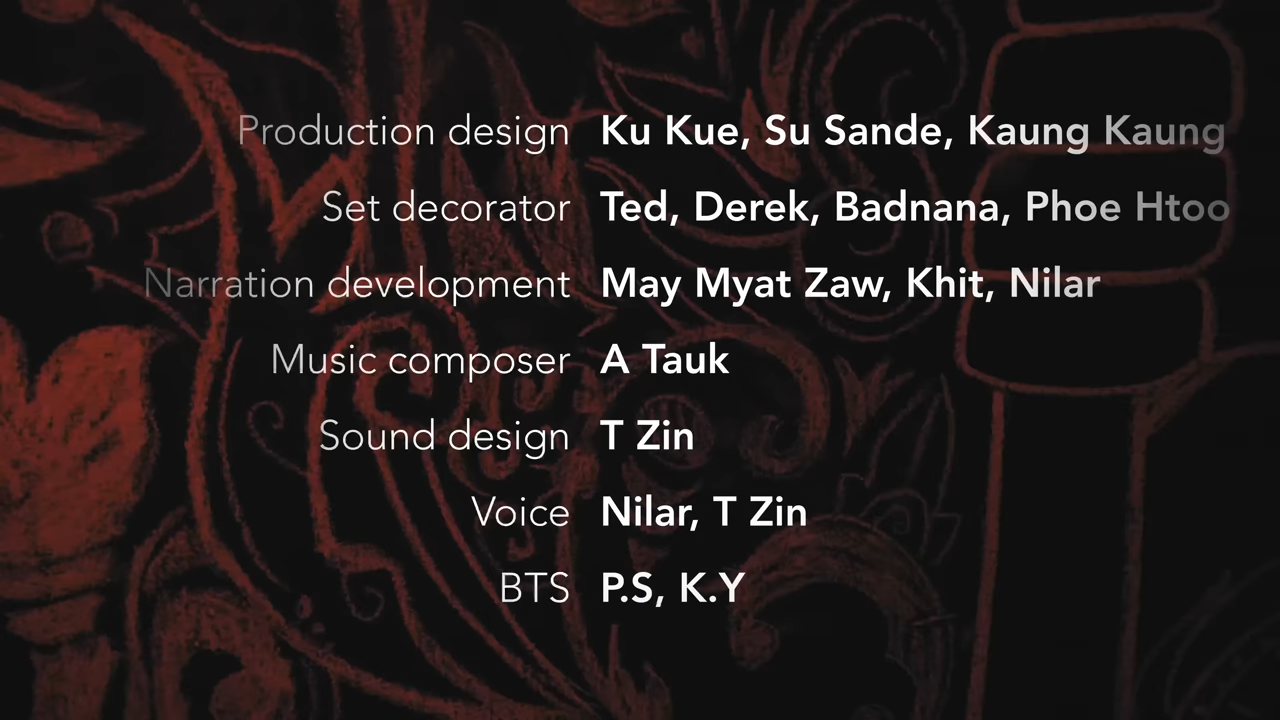 Production design Ku Kue, Su Sande, Kaung Kaung
Set decorator Ted, Derek, Badnana, Phoe Htoo
Narration development May Myat Zaw, Khit, Nilar
Music composer A Tauk
Sound design T Zin
Voice Nilar, T Zin
BTS P.S, K.Y